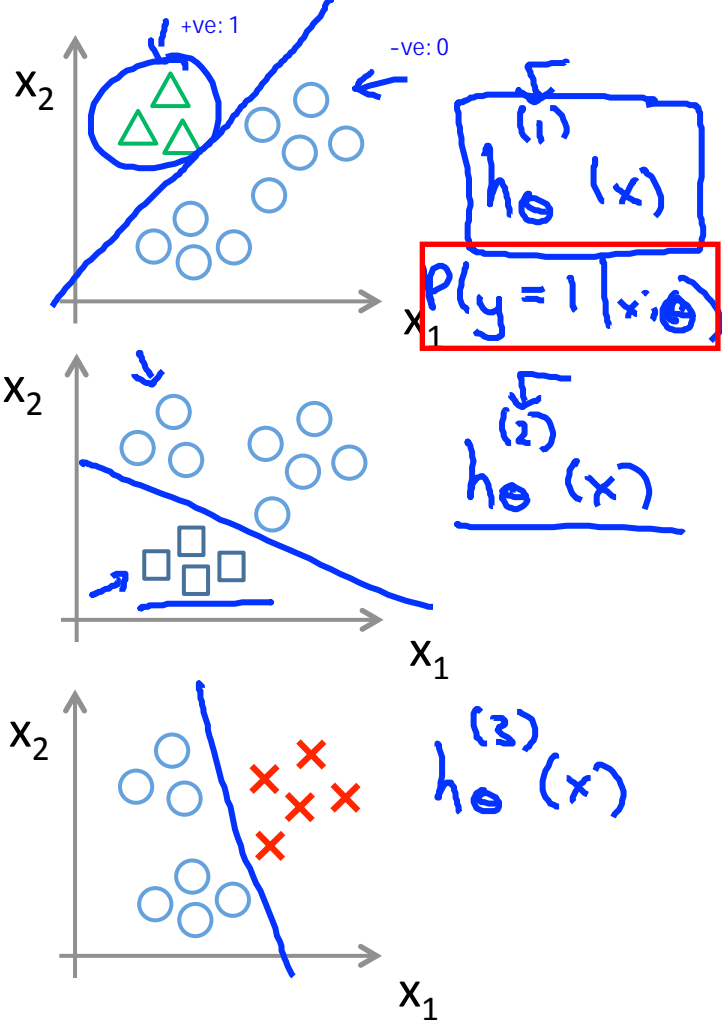 +ve: 1
-ve: 0
x₂
(1)
hθ (x)
P(y = 1 | x; θ)
x₁
x₂
(2)
hθ (x)
x₁
x₂
(3)
hθ (x)
x₁